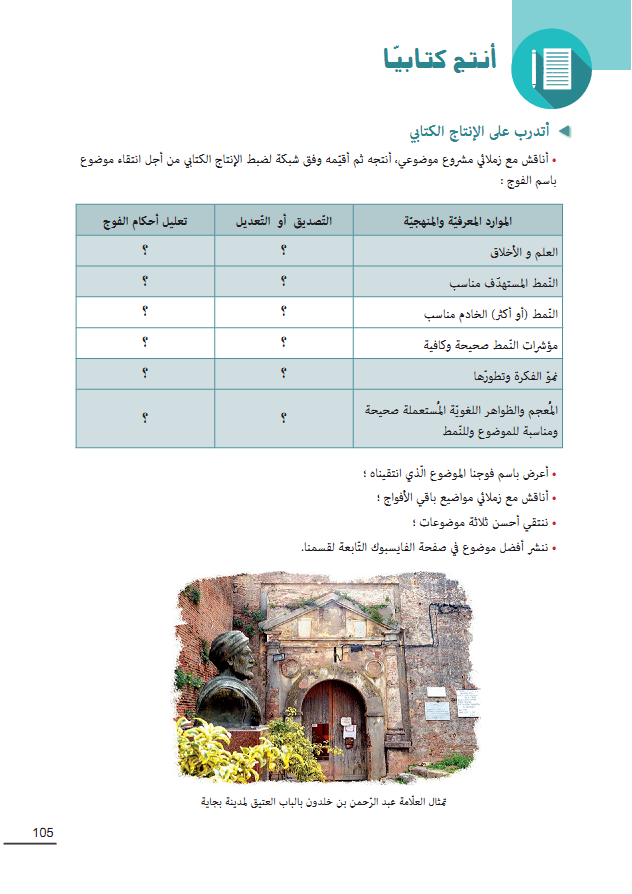 أنتج كتابيّا
أتدرب على الإنتاج الكتابي
• أناقش مع زملائي مشروع موضوعي، أنتجه ثم أقيّمه وفق شبكة لضبط الإنتاج الكتابي من أجل انتقاء موضوع
باسم الفوج :
الموارد المعرفيّة والمنهجيّة التّصديق أو التّعديل تعليل أحكام الفوج
العلم و الأخلاق ؟ ؟
النّمط المستهدَف مناسب ؟ ؟
النّمط (أو أكثر) الخادم مناسب ؟ ؟
مؤشرات النّمط صحيحة وكافية ؟ ؟
نموّ الفكرة وتطورّها ؟ ؟
المُعجم والظواهر اللغويّة المُستعملة صحيحة
ومناسبة للموضوع وللنّمط ؟ ؟
• أعرض باسم فوجنا الموضوع الّذي انتقيناه ؛
• أناقش مع زملائي مواضيع باقي الأفواج ؛
• ننتقي أحسن ثلاثة موضوعات ؛
• ننشر أفضل موضوع في صفحة الفايسبوك التّابعة لقسمنا.
تمثال العلّامة عبد الرّحمن بن خلدون بالباب العتيق لمدينة بجاية
105